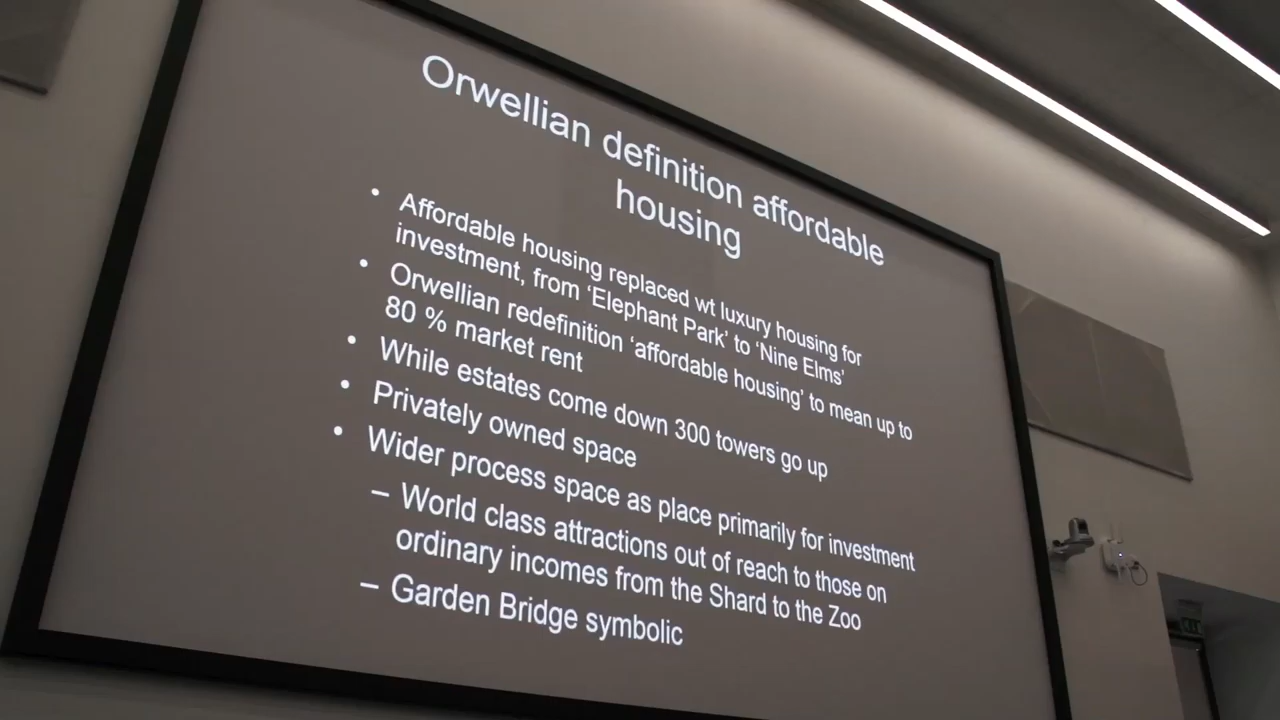 Orwellian definition affordable
housing
• Affordable housing replaced wt luxury housing for
investment, from ‘Elephant Park’ to ‘Nine Elms’
• Orwellian redefinition ‘affordable housing’ to mean up to
80 % market rent
• While estates come down 300 towers go up
• Privately owned space
• Wider process space as place primarily for investment
– World class attractions out of reach to those on
ordinary incomes from the Shard to the Zoo
– Garden Bridge symbolic